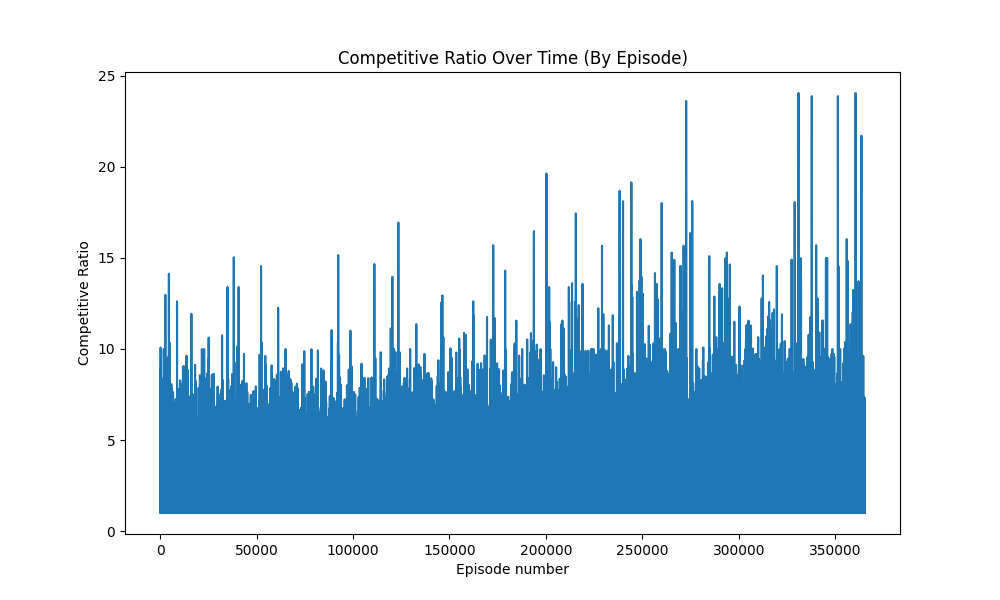 Competitive Ratio Over Time (By Episode)
25
20
15
10
5
0
Competitive Ratio
0 50000 100000 150000 200000 250000 300000 350000
Episode number